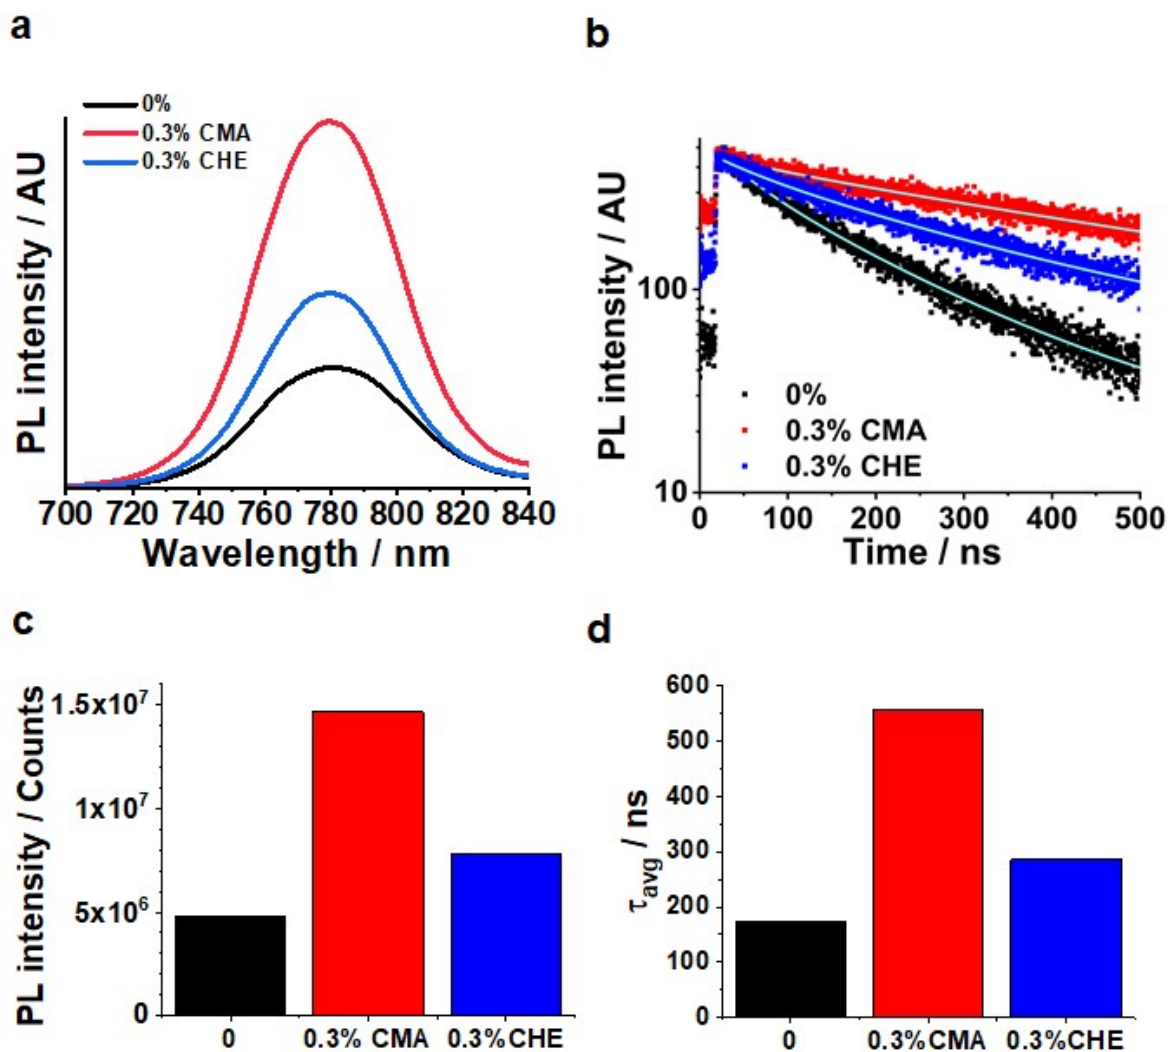 a
0%
0.3% CMA
0.3% CHE
PL intensity / AU
700 720 740 760 780 800 820 840
Wavelength / nm
b
PL intensity / AU
100
10
0%
0.3% CMA
0.3% CHE
0 100 200 300 400 500
Time / ns
c
PL intensity / Counts
1.5x10⁷
1x10⁷
5x10⁶
0
0 0.3% CMA 0.3%CHE
d
τavg / ns
600
500
400
300
200
100
0
0 0.3% CMA 0.3%CHE